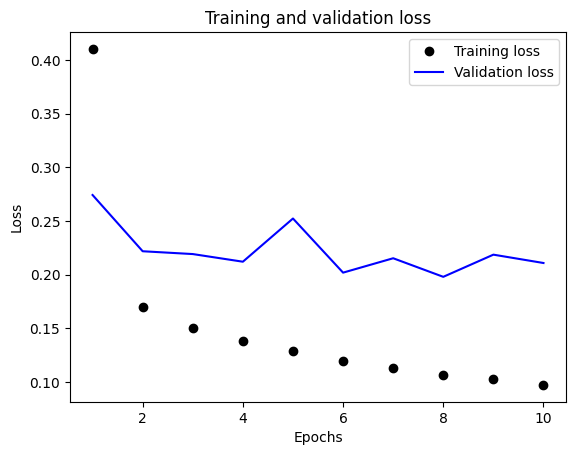 Training and validation loss
Training loss
Validation loss
0.40
0.35
0.30
0.25
0.20
0.15
0.10
Loss
2
4
6
8
10
Epochs